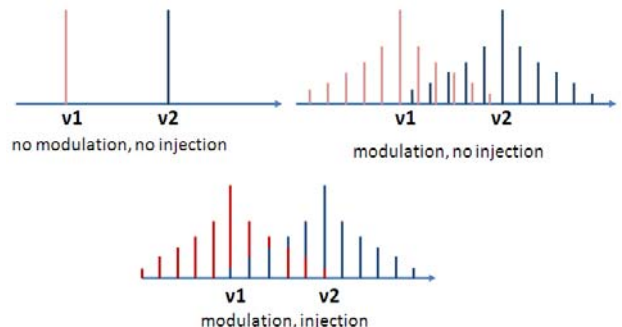 v1 v2
no modulation, no injection
v1 v2
modulation, no injection
v1 v2
modulation, injection